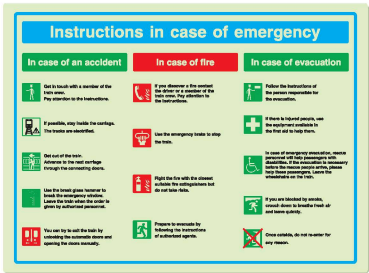 Instructions in case of emergency
In case of an accident
In case of fire
In case of evacuation
Get in touch with a member of the
train crew.
Pay attention to the instructions.
If possible, stay inside the carriage.
The tracks are electrified.
Get out of the train.
Advance to the next carriage
through the connecting doors.
Use the break glass hammer to
break the emergency window.
Leave the train when the order is
given by authorised personnel.
You can try to exit the train by
unlocking the automatic doors and
opening the doors manually.
If you discover a fire contact
the driver or a member of the
train crew. Pay attention to
the instructions.
Use the emergency brake to stop
the train.
Fight the fire with the closest
suitable fire extinguishers but
do not take risks.
Prepare to evacuate by
following the instructions
of authorised agents.
Follow the instructions of
the person responsible for
the evacuation.
If there is injured people, use
the equipment available in
the first aid to help them.
In case of emergency evacuation, rescue
personnel will help passengers with
disabilities. If the evacuation is necessary
before the rescue people arrive, please
help these passengers. Leave the
wheelchairs on the train.
If you are blocked by smoke,
crouch down to breathe fresh air
and leave quickly.
Once outside, do not re-enter for
any reason.